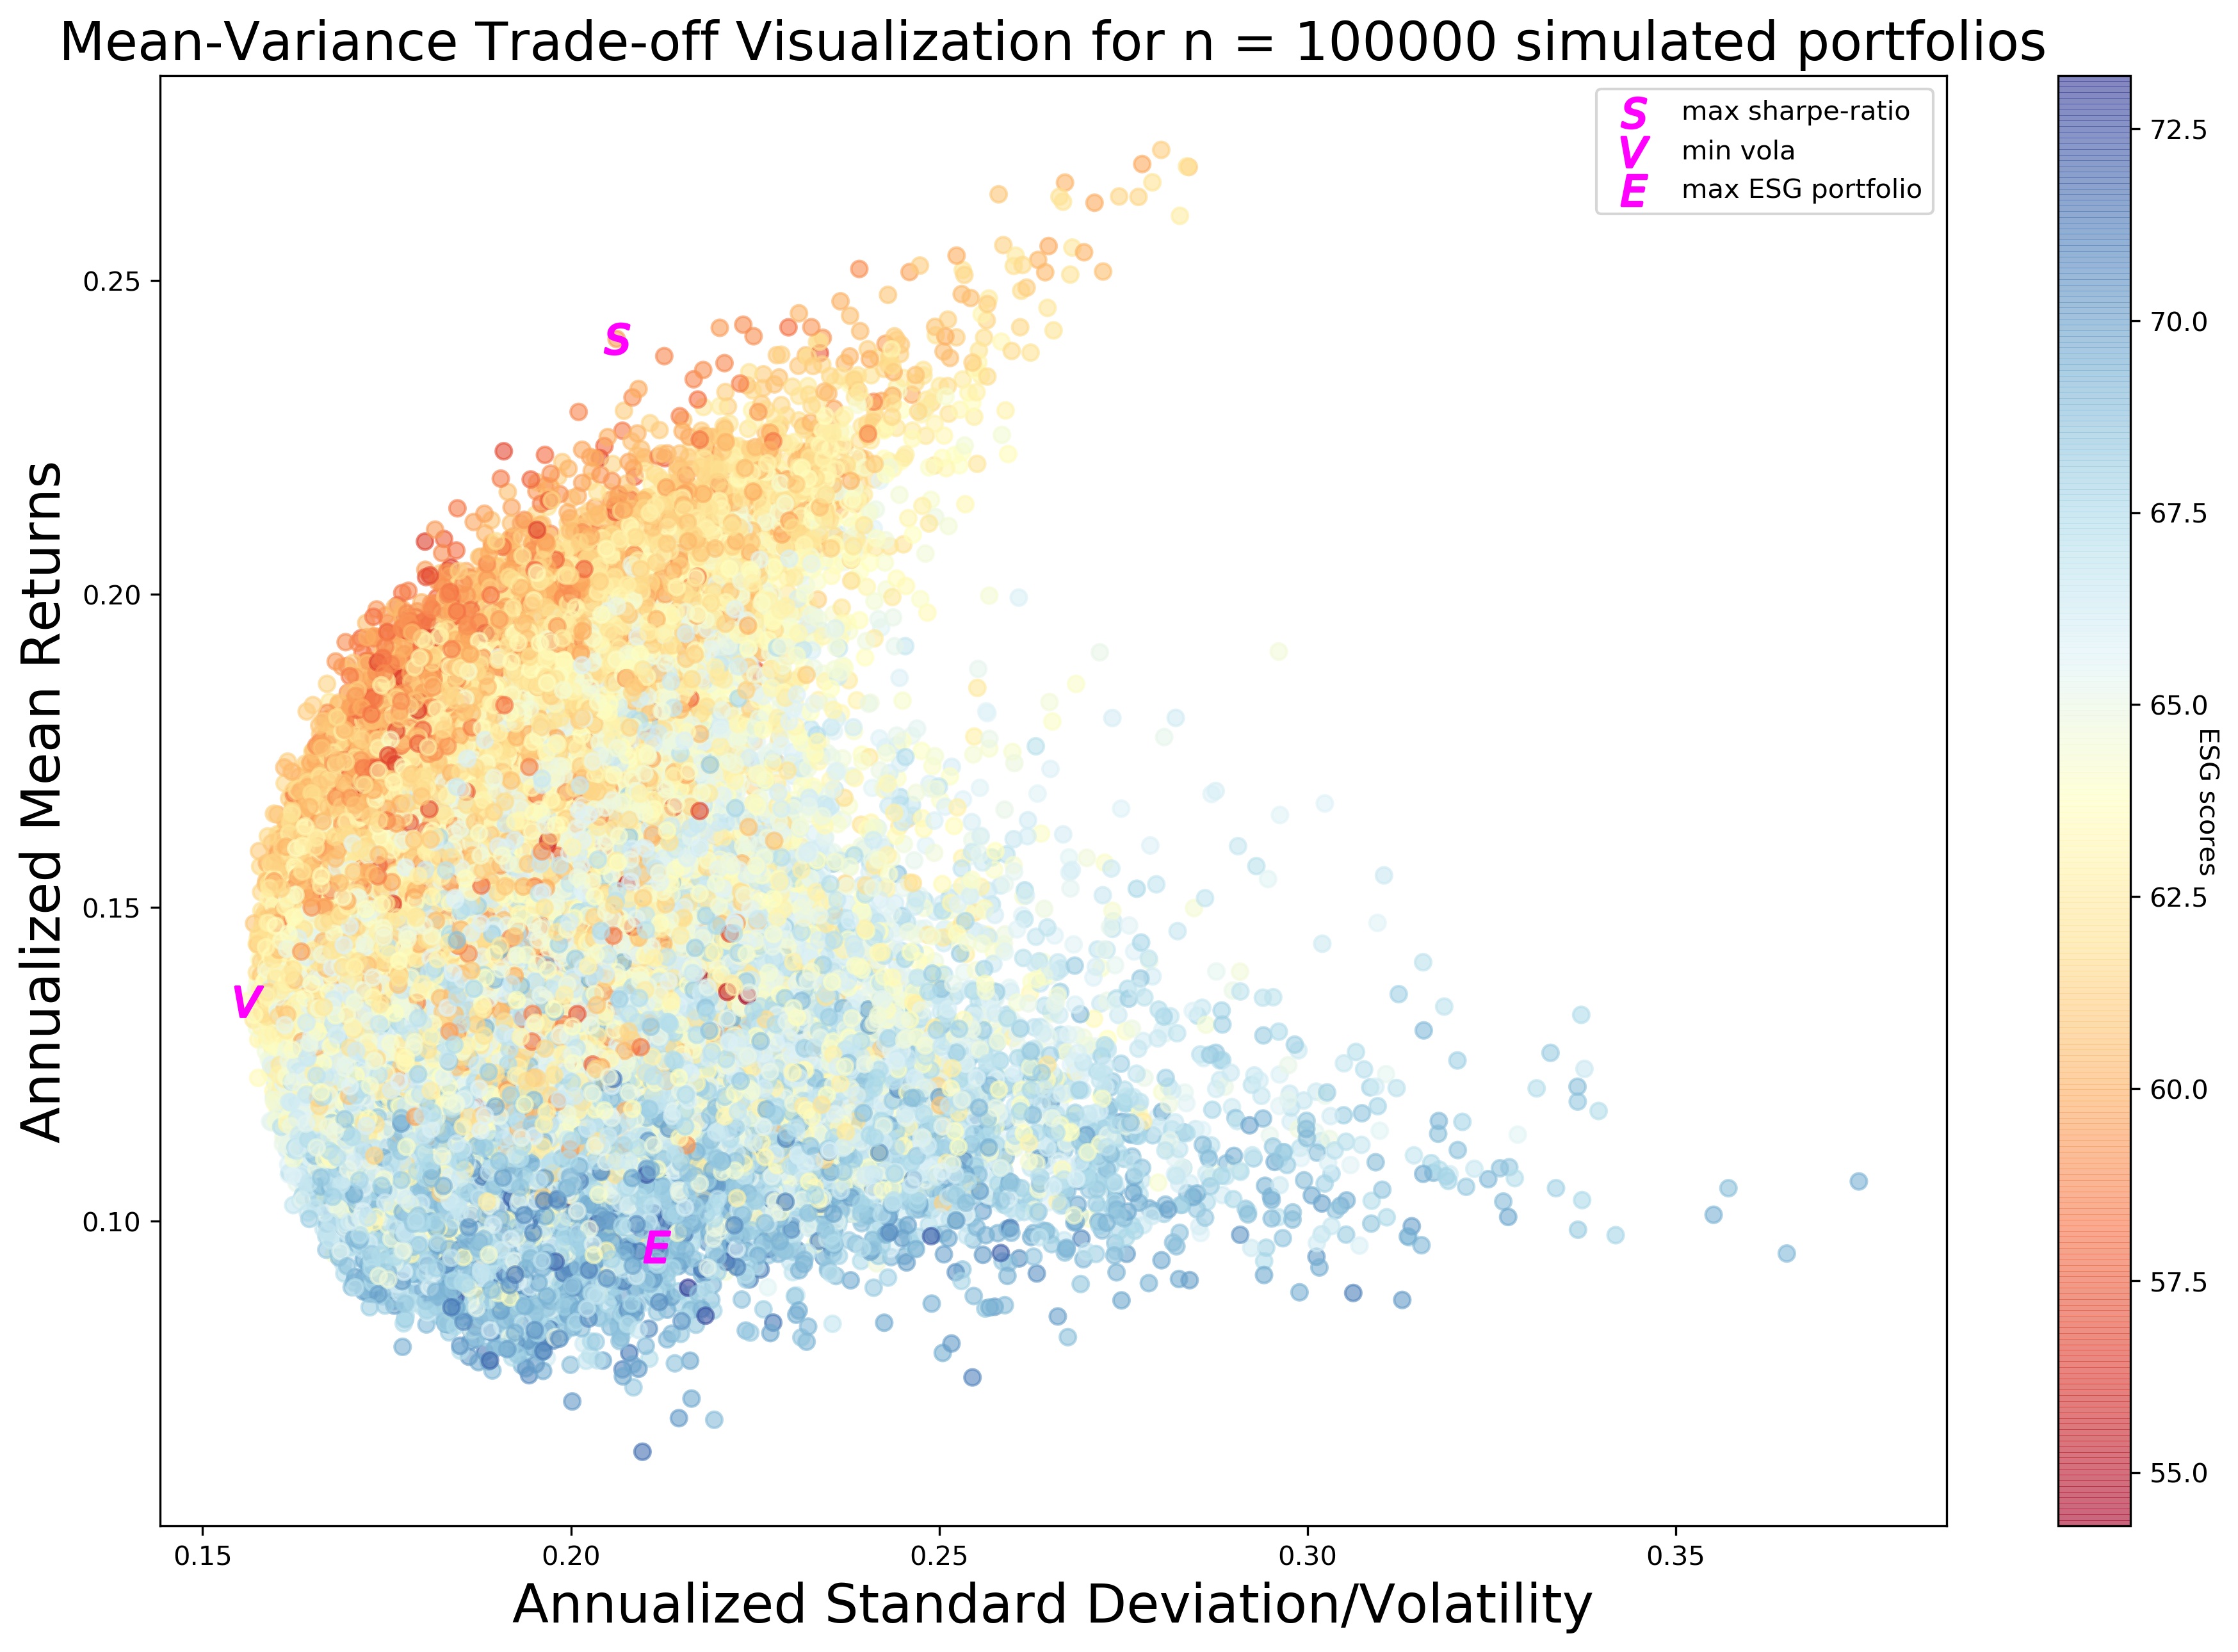 Mean-Variance Trade-off Visualization for n = 100000 simulated portfolios
S max sharpe-ratio
V min vola
E max ESG portfolio
Annualized Mean Returns
0.25
0.20
0.15
0.10
S
V
E
0.15 0.20 0.25 0.30 0.35
Annualized Standard Deviation/Volatility
72.5
70.0
67.5
65.0
62.5
60.0
57.5
55.0
ESG scores